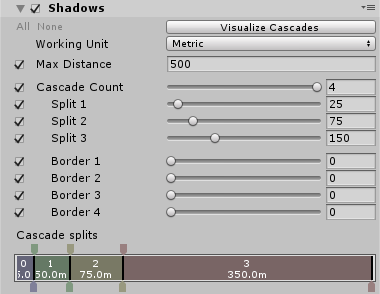 Shadows
All None Visualize Cascades
Working Unit Metric
Max Distance 500
Cascade Count 4
Split 1 25
Split 2 75
Split 3 150
Border 1 0
Border 2 0
Border 3 0
Border 4 0
Cascade splits
0 1 2 3
5.0 50.0m 75.0m 350.0m